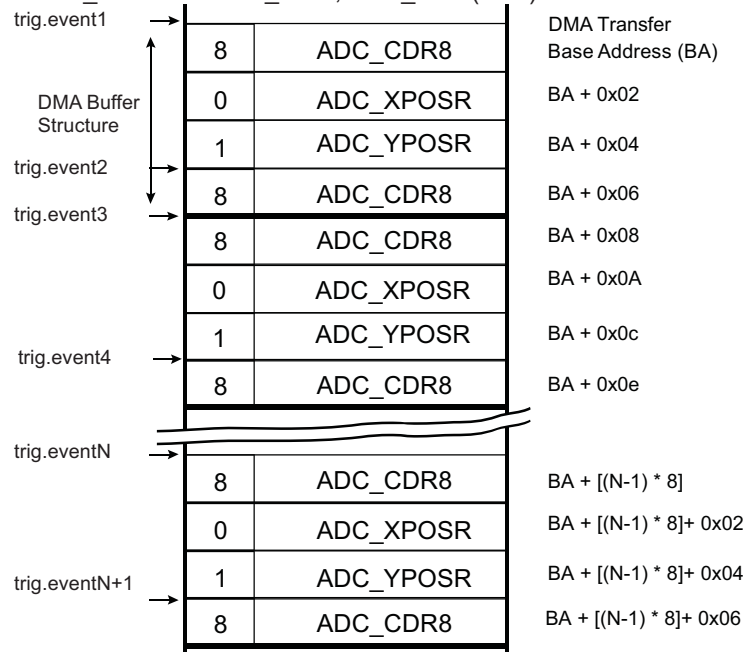 trig.event1
DMA Transfer
8 ADC_CDR8 Base Address (BA)
DMA Buffer
Structure
0 ADC_XPOSR BA + 0x02
1 ADC_YPOSR BA + 0x04
trig.event2
8 ADC_CDR8 BA + 0x06
trig.event3
8 ADC_CDR8 BA + 0x08
0 ADC_XPOSR BA + 0x0A
1 ADC_YPOSR BA + 0x0c
trig.event4
8 ADC_CDR8 BA + 0x0e
trig.eventN
8 ADC_CDR8 BA + [(N-1) * 8]
0 ADC_XPOSR BA + [(N-1) * 8]+ 0x02
1 ADC_YPOSR BA + [(N-1) * 8]+ 0x04
trig.eventN+1
8 ADC_CDR8 BA + [(N-1) * 8]+ 0x06